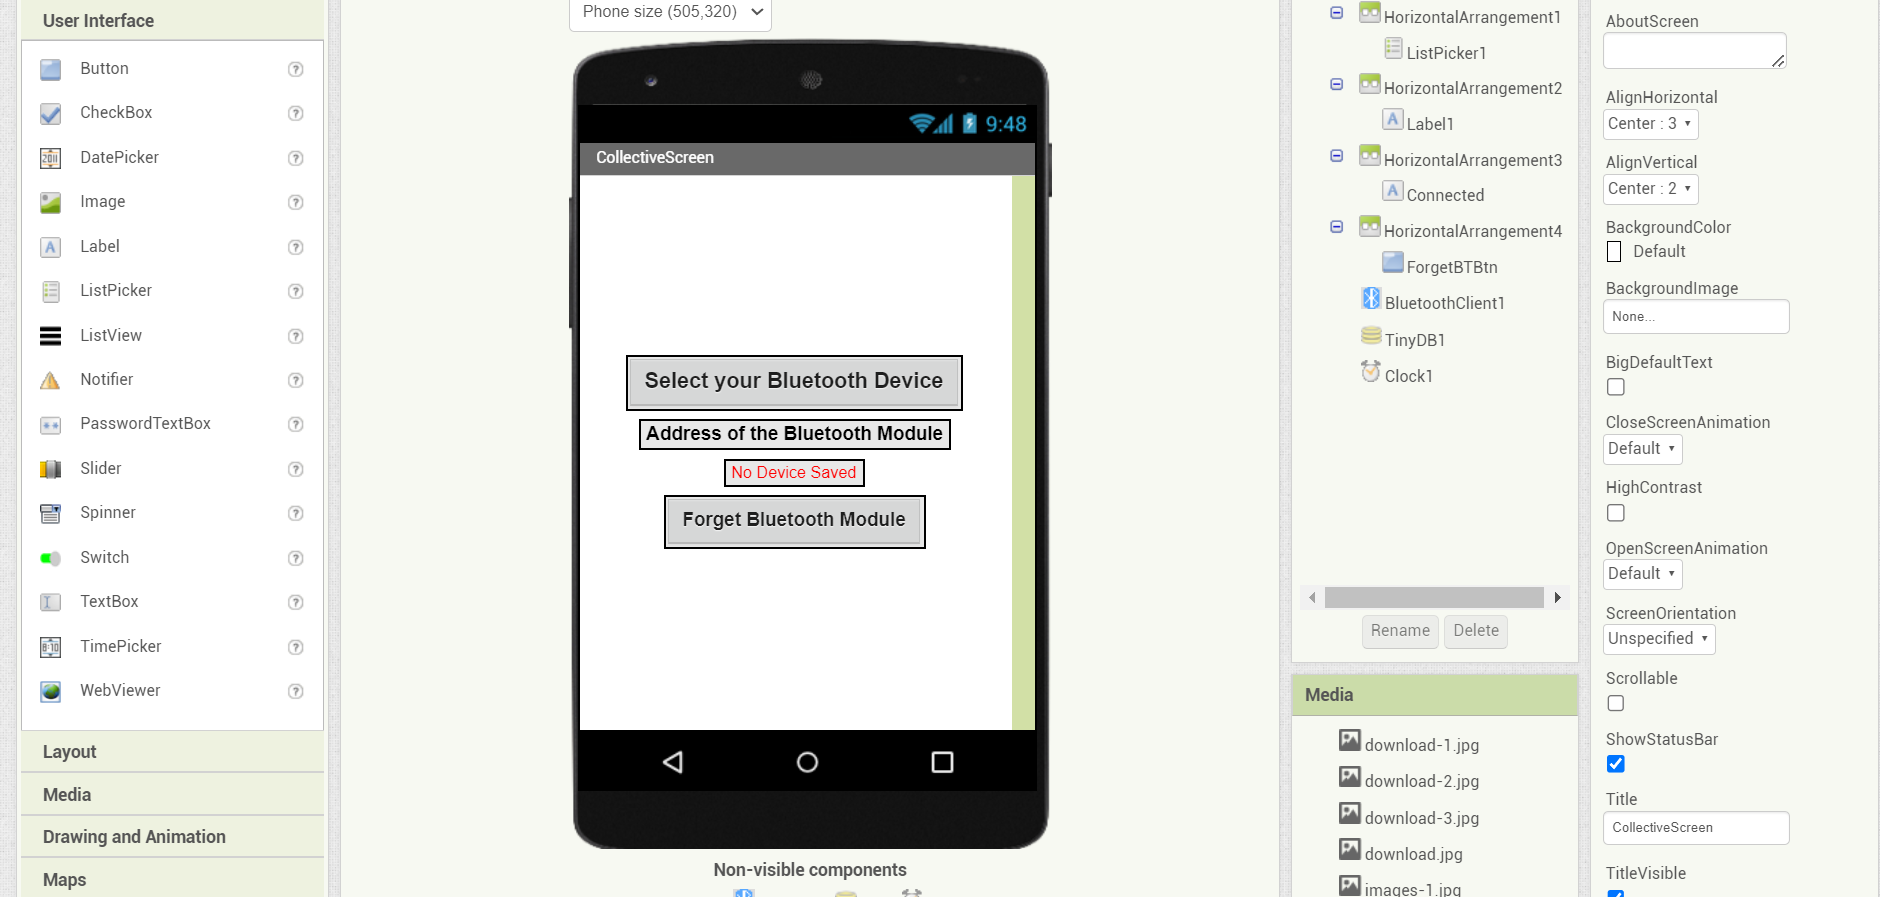 User Interface
Button
CheckBox
DatePicker
Image
Label
ListPicker
ListView
Notifier
PasswordTextBox
Slider
Spinner
Switch
TextBox
TimePicker
WebViewer
Layout
Media
Drawing and Animation
Maps
Phone size (505,320)
9:48
CollectiveScreen
Select your Bluetooth Device
Address of the Bluetooth Module
No Device Saved
Forget Bluetooth Module
Non-visible components
HorizontalArrangement1
ListPicker1
HorizontalArrangement2
Label1
HorizontalArrangement3
Connected
HorizontalArrangement4
ForgetBTBtn
BluetoothClient1
TinyDB1
Clock1
Rename Delete
Media
download-1.jpg
download-2.jpg
download-3.jpg
download.jpg
images-1.jpg
AboutScreen
AlignHorizontal
Center : 3
AlignVertical
Center : 2
BackgroundColor
Default
BackgroundImage
None...
BigDefaultText
CloseScreenAnimation
Default
HighContrast
OpenScreenAnimation
Default
ScreenOrientation
Unspecified
Scrollable
ShowStatusBar
Title
CollectiveScreen
TitleVisible